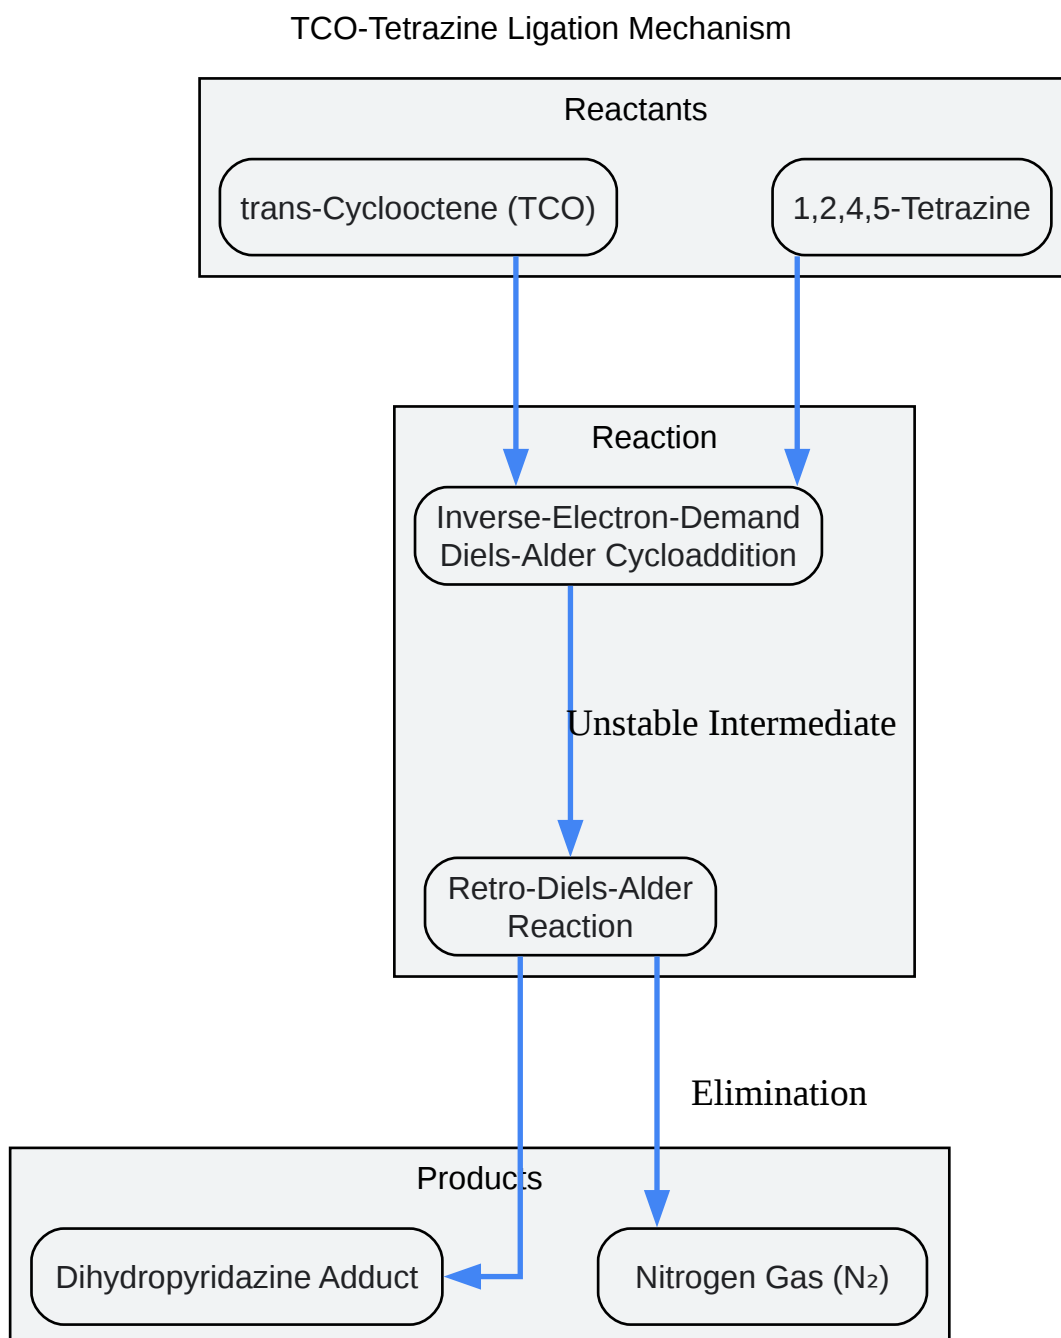 TCO-Tetrazine Ligation Mechanism
Reactants
trans-Cyclooctene (TCO)
1,2,4,5-Tetrazine
Reaction
Inverse-Electron-Demand
Diels-Alder Cycloaddition
Unstable Intermediate
Retro-Diels-Alder
Reaction
Elimination
Products
Dihydropyridazine Adduct
Nitrogen Gas (N₂)